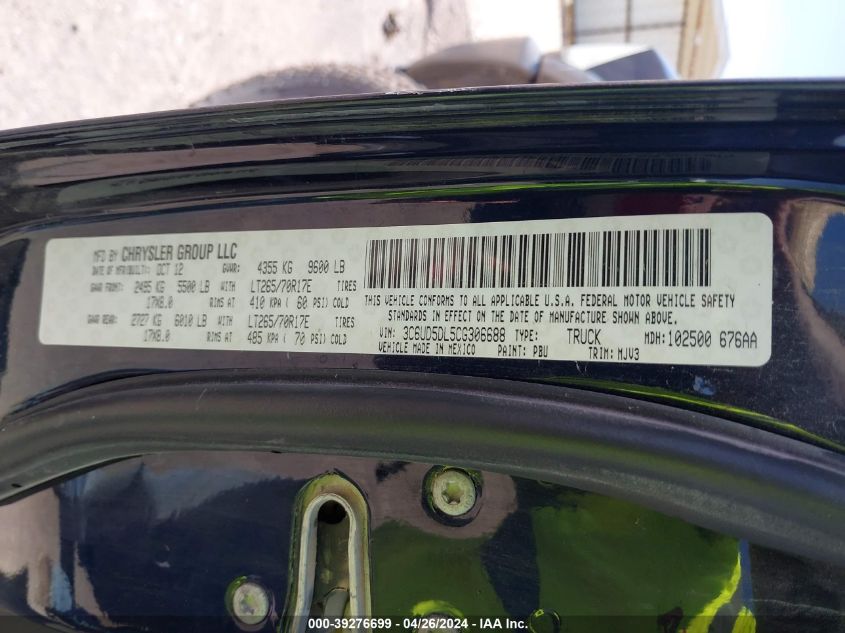 MFD BY CHRYSLER GROUP LLC
DATE OF MFR/BUILT: OCT 12 GVWR: 4355 KG 9600 LB
GAWR FRONT: 2495 KG 5500 LB WITH LT265/70R17E TIRES
17X8.0 RIMS AT 410 KPA ( 60 PSI) COLD
GAWR REAR: 2727 KG 6010 LB WITH LT265/70R17E TIRES
17X8.0 RIMS AT 485 KPA ( 70 PSI) COLD
THIS VEHICLE CONFORMS TO ALL APPLICABLE U.S.A. FEDERAL MOTOR VEHICLE SAFETY
STANDARDS IN EFFECT ON THE DATE OF MANUFACTURE SHOWN ABOVE.
VIN: 3C6UD5DL5CG306688 TYPE: TRUCK MDH:102500 676AA
VEHICLE MADE IN MEXICO PAINT: PBU TRIM: MJV3
000-39276699 - 04/26/2024 - IAA Inc.